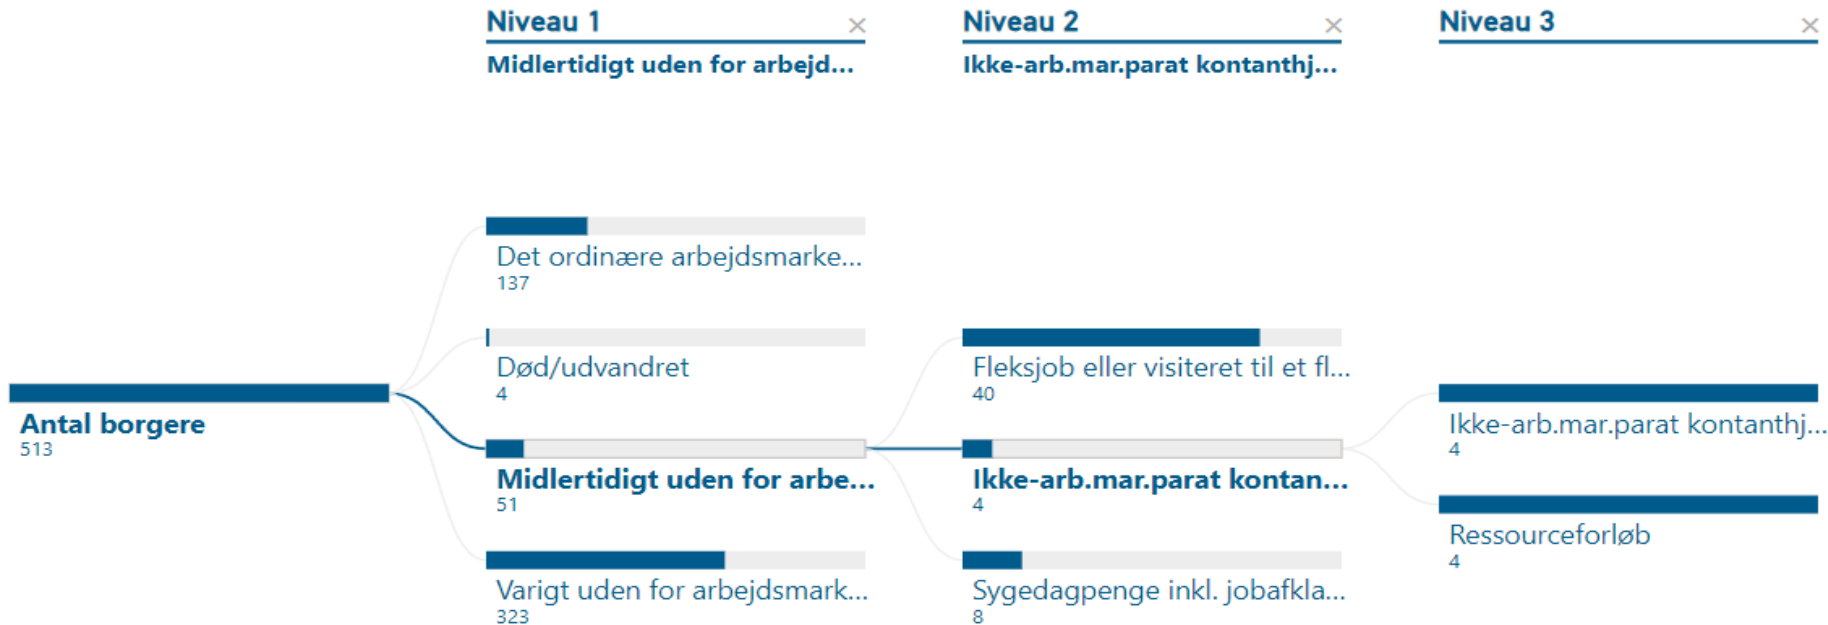 Niveau 1
Midlertidigt uden for arbejd...
Niveau 2
Ikke-arb.mar.parat kontanthj...
Niveau 3
Antal borgere
513
Det ordinære arbejdsmarke...
137
Død/udvandret
4
Midlertidigt uden for arbe...
51
Varigt uden for arbejdsmark...
323
Fleksjob eller visiteret til et fl...
40
Ikke-arb.mar.parat kontan...
4
Sygedagpenge inkl. jobafkla...
8
Ikke-arb.mar.parat kontanthj...
4
Ressourceforløb
4